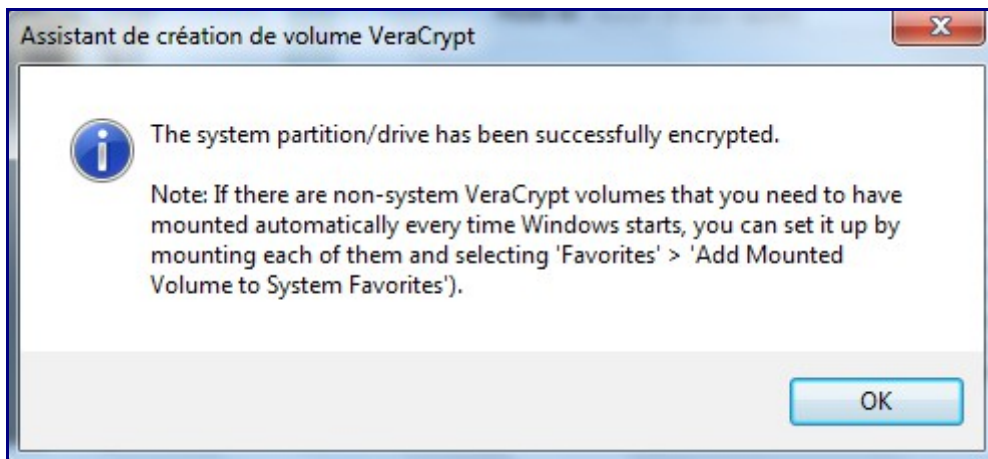 Assistant de création de volume VeraCrypt
The system partition/drive has been successfully encrypted.
Note: If there are non-system VeraCrypt volumes that you need to have
mounted automatically every time Windows starts, you can set it up by
mounting each of them and selecting 'Favorites' > 'Add Mounted
Volume to System Favorites').
OK